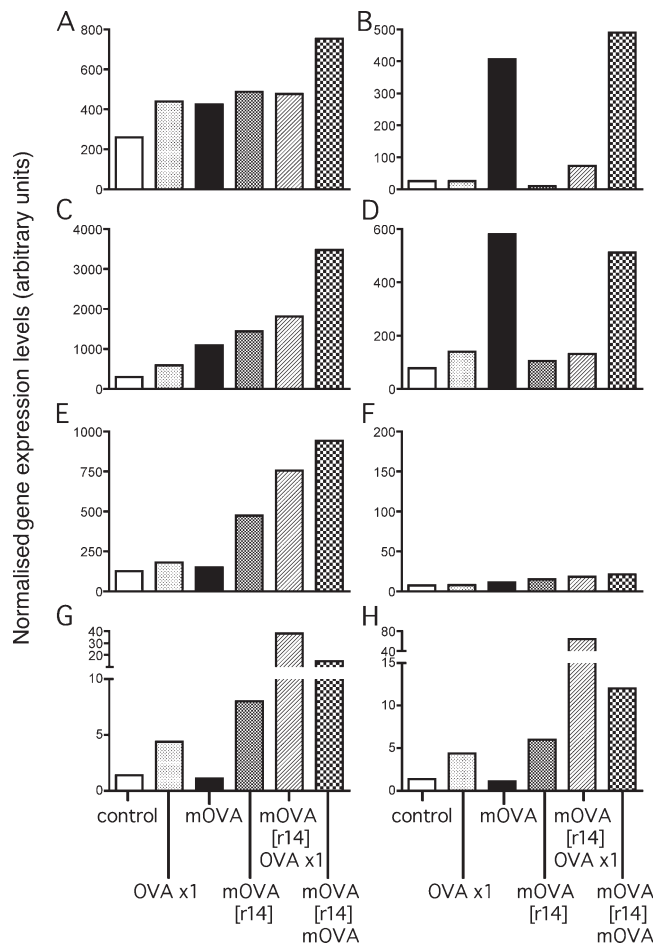 Normalised gene expression levels (arbitrary units)
A
800
600
400
200
0
B
500
400
300
200
100
0
C
4000
3000
2000
1000
0
D
600
400
200
0
E
1000
750
500
250
0
F
200
150
100
50
0
G
40
30
20
10
5
0
H
80
40
15
10
5
0
control
mOVA
mOVA
[r14]
OVA x1
OVA x1
mOVA
[r14]
mOVA
[r14]
mOVA
control
mOVA
mOVA
[r14]
OVA x1
OVA x1
mOVA
[r14]
mOVA
[r14]
mOVA